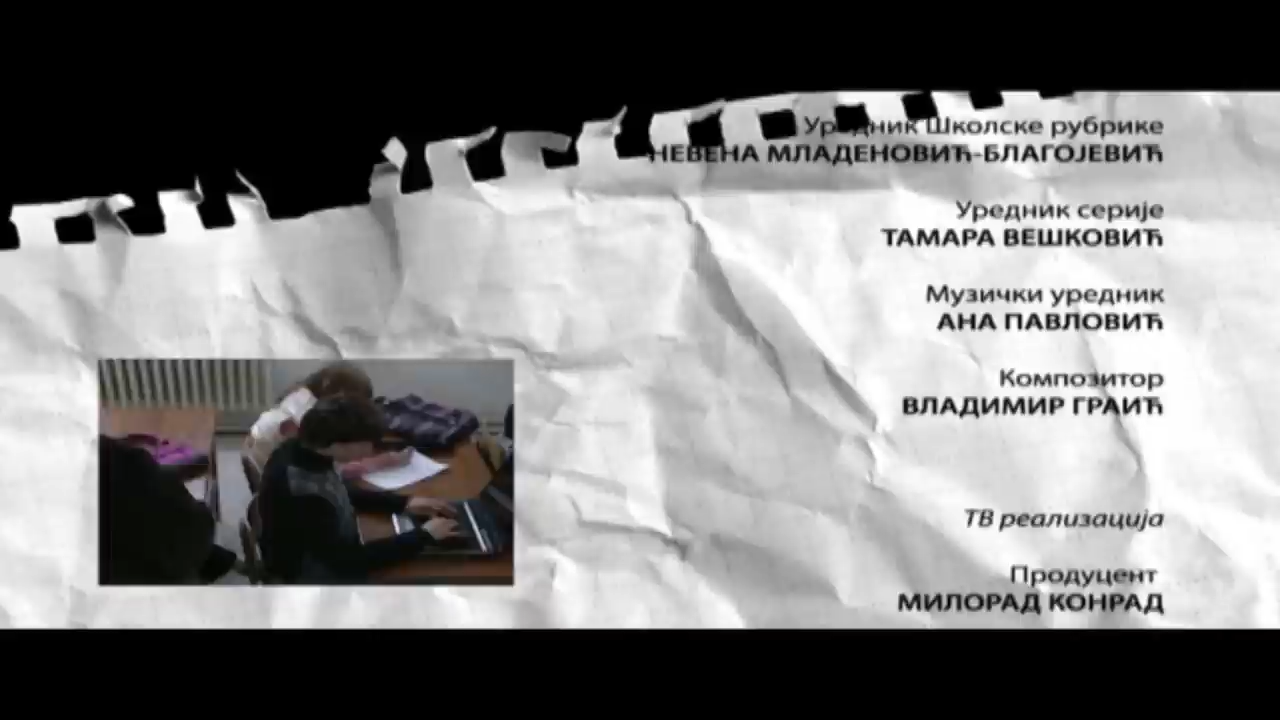 Уредник Школске рубрике
НЕВЕНА МЛАДЕНОВИЋ-БЛАГОЈЕВИЋ
Уредник серије
ТАМАРА ВЕШКОВИЋ
Музички уредник
АНА ПАВЛОВИЋ
Композитор
ВЛАДИМИР ГРАИЋ
ТВ реализација
Продуцент
МИЛОРАД КОНРАД